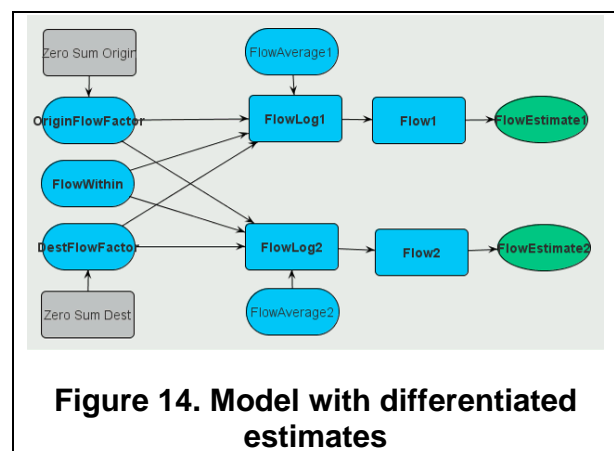 Zero Sum Origin
FlowAverage1
OriginFlowFactor
FlowLog1
Flow1
FlowEstimate1
FlowWithin
DestFlowFactor
FlowLog2
Flow2
FlowEstimate2
Zero Sum Dest
FlowAverage2
Figure 14. Model with differentiated
estimates